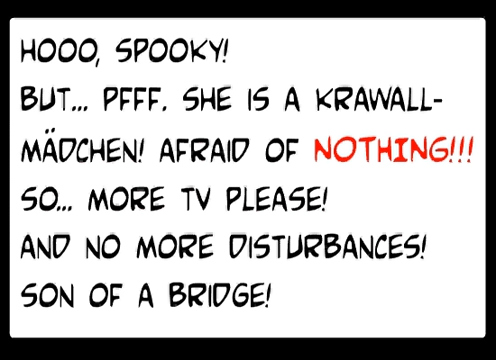 HOOO, SPOOKY!
BUT... PFFF. SHE IS A KRAWALL-
MÄDCHEN! AFRAID OF NOTHING!!!
SO... MORE TV PLEASE!
AND NO MORE DISTURBANCES!
SON OF A BRIDGE!